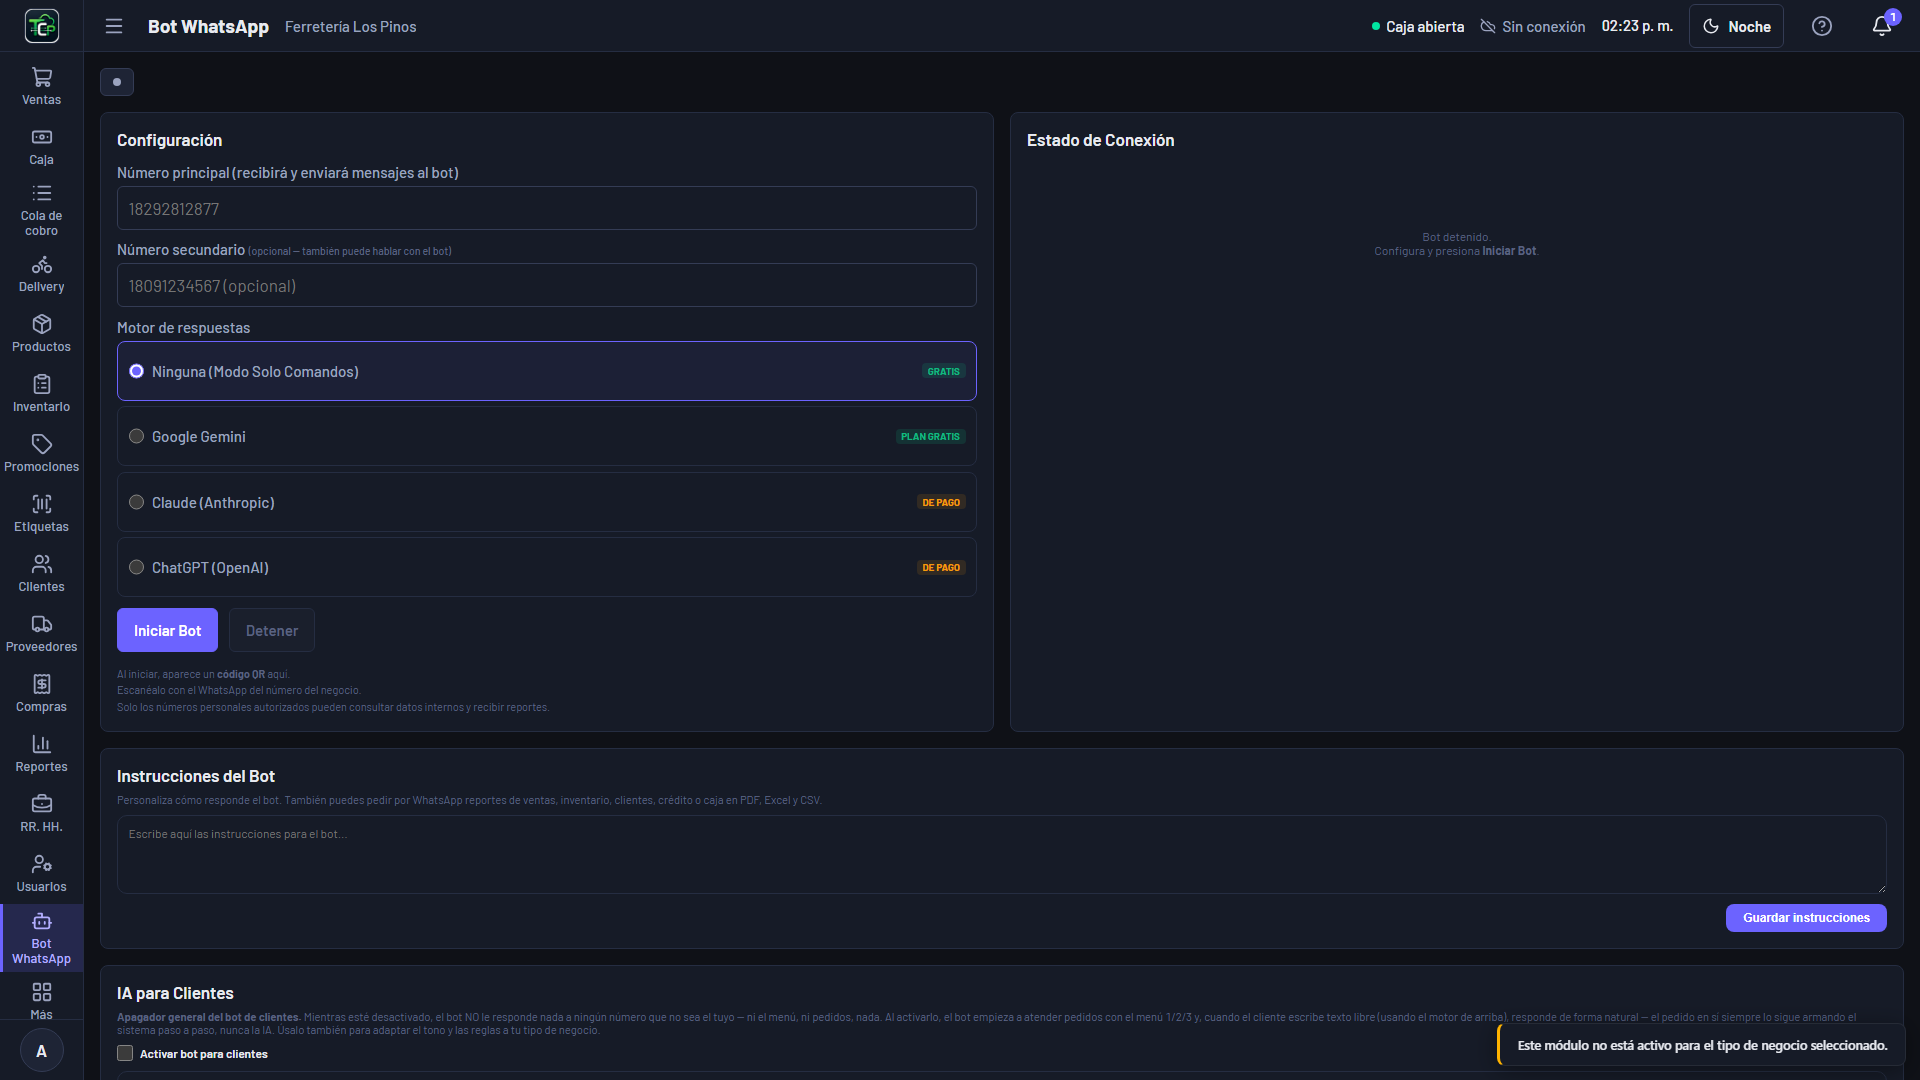 TCP
Bot WhatsApp
Ferretería Los Pinos
Caja abierta
Sin conexión
02:23 p. m.
Noche
1
Ventas
Caja
Cola de
cobro
Delivery
Productos
Inventario
Promociones
Etiquetas
Clientes
Proveedores
Compras
Reportes
RR. HH.
Usuarios
Bot
WhatsApp
Más
A
Configuración
Número principal (recibirá y enviará mensajes al bot)
18292812877
Número secundario (opcional — también puede hablar con el bot)
18091234567 (opcional)
Motor de respuestas
Ninguna (Modo Solo Comandos)
GRATIS
Google Gemini
PLAN GRATIS
Claude (Anthropic)
DE PAGO
ChatGPT (OpenAI)
DE PAGO
Iniciar Bot
Detener
Al iniciar, aparece un código QR aquí.
Escanéalo con el WhatsApp del número del negocio.
Solo los números personales autorizados pueden consultar datos internos y recibir reportes.
Estado de Conexión
Bot detenido.
Configura y presiona Iniciar Bot.
Instrucciones del Bot
Personaliza cómo responde el bot. También puedes pedir por WhatsApp reportes de ventas, inventario, clientes, crédito o caja en PDF, Excel y CSV.
Escribe aquí las instrucciones para el bot...
Guardar instrucciones
IA para Clientes
Apagador general del bot de clientes. Mientras esté desactivado, el bot NO le responde nada a ningún número que no sea el tuyo — ni el menú, ni pedidos, nada. Al activarlo, el bot empieza a atender pedidos con el menú 1/2/3 y, cuando el cliente escribe texto libre (usando el motor de arriba), responde de forma natural — el pedido en sí siempre lo sigue armando el
sistema paso a paso, nunca la IA. Úsalo también para adaptar el tono y las reglas a tu tipo de negocio.
Activar bot para clientes
Este módulo no está activo para el tipo de negocio seleccionado.